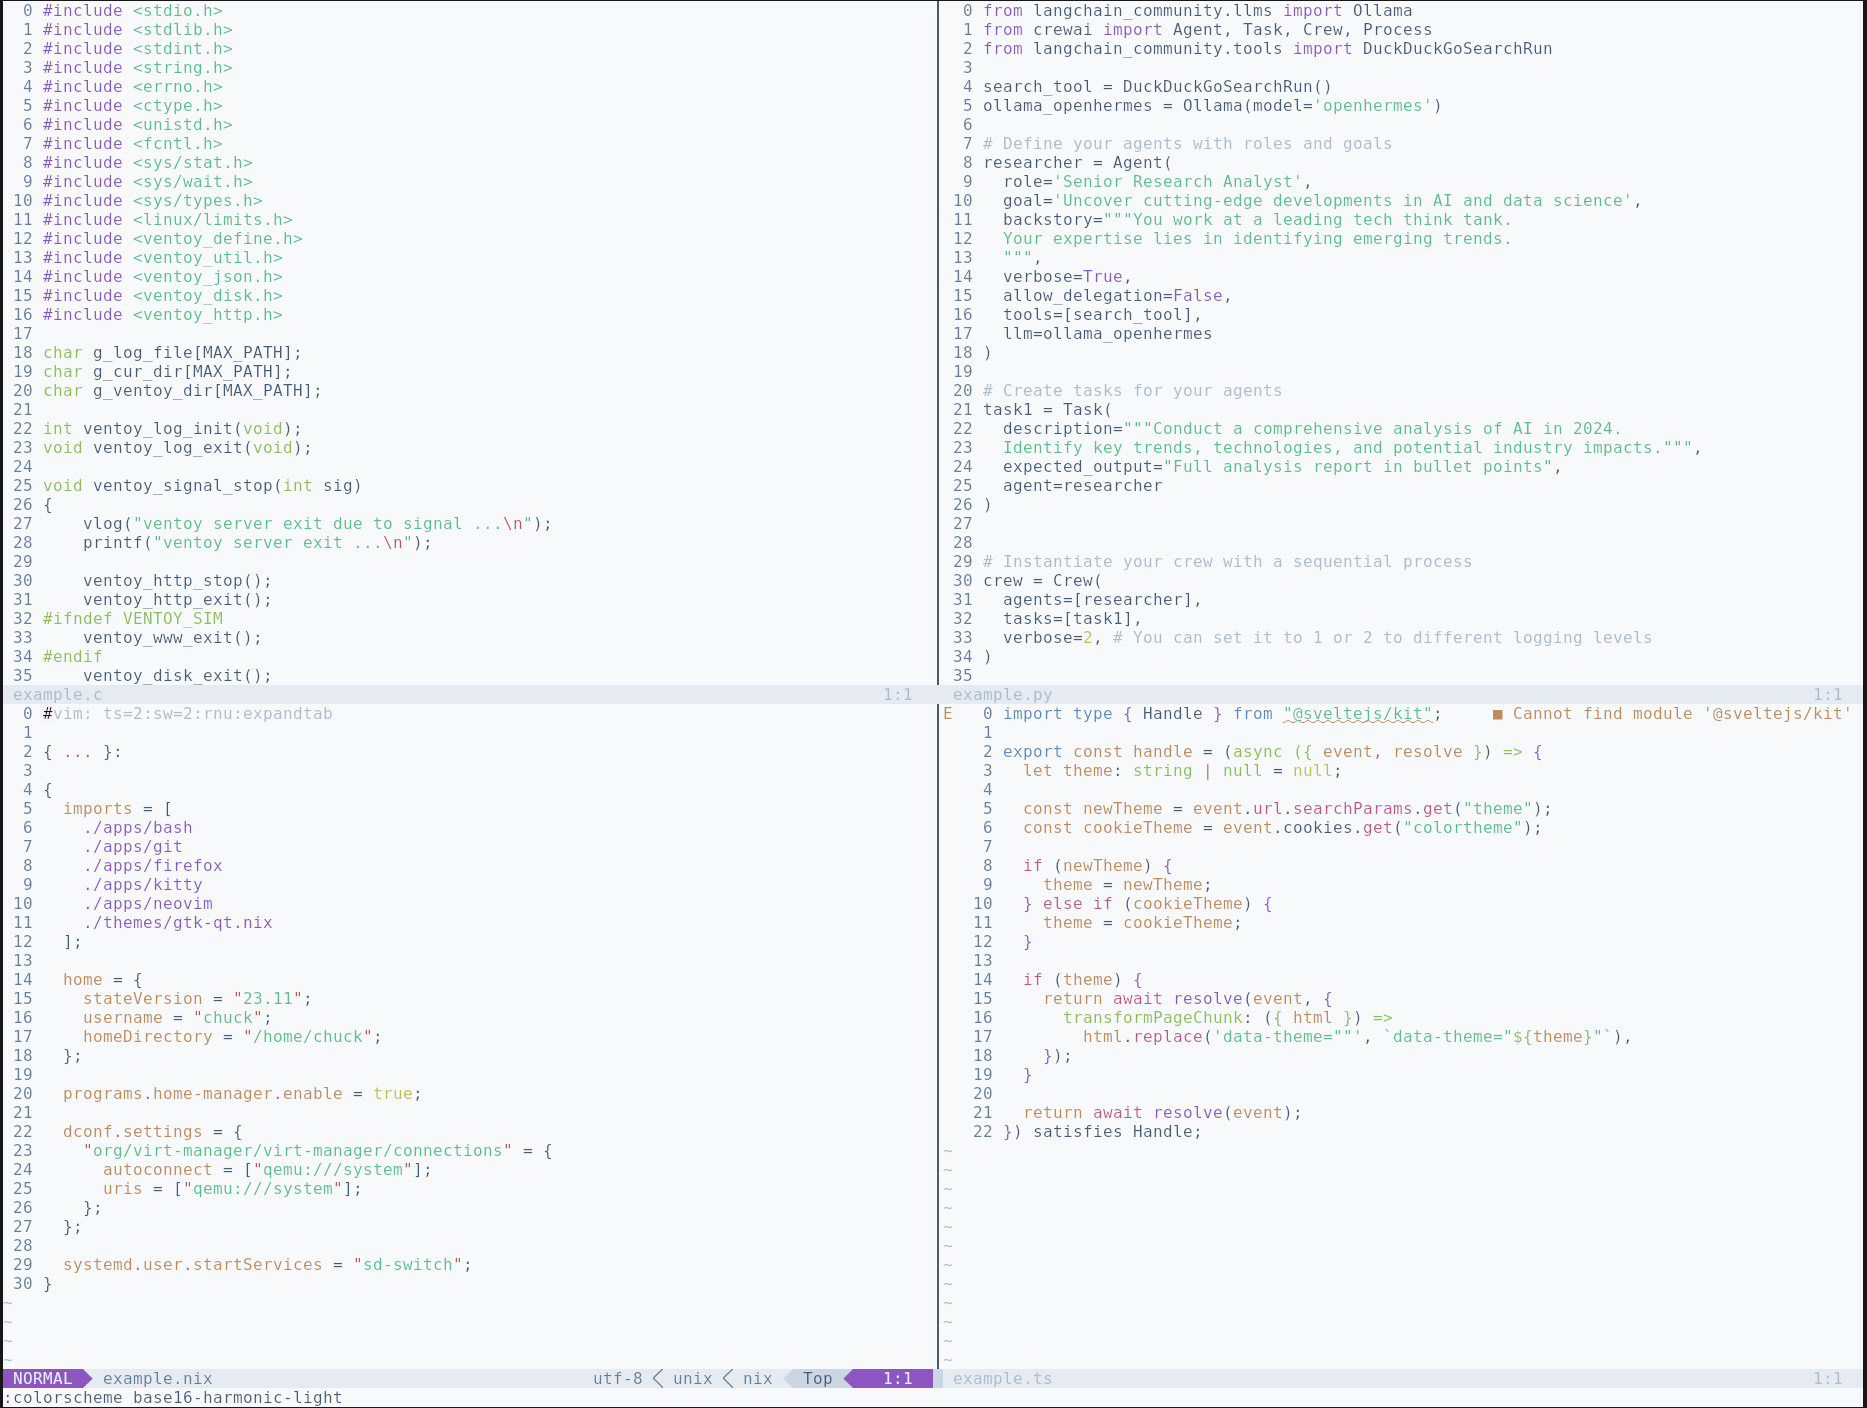 0 #include <stdio.h>
1 #include <stdlib.h>
2 #include <stdint.h>
3 #include <string.h>
4 #include <errno.h>
5 #include <ctype.h>
6 #include <unistd.h>
7 #include <fcntl.h>
8 #include <sys/stat.h>
9 #include <sys/wait.h>
10 #include <sys/types.h>
11 #include <linux/limits.h>
12 #include <ventoy_define.h>
13 #include <ventoy_util.h>
14 #include <ventoy_json.h>
15 #include <ventoy_disk.h>
16 #include <ventoy_http.h>
17
18 char g_log_file[MAX_PATH];
19 char g_cur_dir[MAX_PATH];
20 char g_ventoy_dir[MAX_PATH];
21
22 int ventoy_log_init(void);
23 void ventoy_log_exit(void);
24
25 void ventoy_signal_stop(int sig)
26 {
27     vlog("ventoy server exit due to signal ...\n");
28     printf("ventoy server exit ...\n");
29
30     ventoy_http_stop();
31     ventoy_http_exit();
32 #ifndef VENTOY_SIM
33     ventoy_www_exit();
34 #endif
35     ventoy_disk_exit();
example.c 1:1
0 from langchain_community.llms import Ollama
1 from crewai import Agent, Task, Crew, Process
2 from langchain_community.tools import DuckDuckGoSearchRun
3
4 search_tool = DuckDuckGoSearchRun()
5 ollama_openhermes = Ollama(model='openhermes')
6
7 # Define your agents with roles and goals
8 researcher = Agent(
9   role='Senior Research Analyst',
10   goal='Uncover cutting-edge developments in AI and data science',
11   backstory="""You work at a leading tech think tank.
12   Your expertise lies in identifying emerging trends.
13   """,
14   verbose=True,
15   allow_delegation=False,
16   tools=[search_tool],
17   llm=ollama_openhermes
18 )
19
20 # Create tasks for your agents
21 task1 = Task(
22   description="""Conduct a comprehensive analysis of AI in 2024.
23   Identify key trends, technologies, and potential industry impacts.""",
24   expected_output="Full analysis report in bullet points",
25   agent=researcher
26 )
27
28
29 # Instantiate your crew with a sequential process
30 crew = Crew(
31   agents=[researcher],
32   tasks=[task1],
33   verbose=2, # You can set it to 1 or 2 to different logging levels
34 )
35
example.py 1:1
0 #vim: ts=2:sw=2:rnu:expandtab
1
2 { ... }:
3
4 {
5   imports = [
6     ./apps/bash
7     ./apps/git
8     ./apps/firefox
9     ./apps/kitty
10     ./apps/neovim
11     ./themes/gtk-qt.nix
12   ];
13
14   home = {
15     stateVersion = "23.11";
16     username = "chuck";
17     homeDirectory = "/home/chuck";
18   };
19
20   programs.home-manager.enable = true;
21
22   dconf.settings = {
23     "org/virt-manager/virt-manager/connections" = {
24       autoconnect = ["qemu:///system"];
25       uris = ["qemu:///system"];
26     };
27   };
28
29   systemd.user.startServices = "sd-switch";
30 }
~
~
~
~
NORMAL example.nix utf-8 unix nix Top 1:1
E 0 import type { Handle } from "@sveltejs/kit";     ■ Cannot find module '@sveltejs/kit'
1
2 export const handle = (async ({ event, resolve }) => {
3   let theme: string | null = null;
4
5   const newTheme = event.url.searchParams.get("theme");
6   const cookieTheme = event.cookies.get("colortheme");
7
8   if (newTheme) {
9     theme = newTheme;
10   } else if (cookieTheme) {
11     theme = cookieTheme;
12   }
13
14   if (theme) {
15     return await resolve(event, {
16       transformPageChunk: ({ html }) =>
17         html.replace('data-theme=""', `data-theme="${theme}"`),
18     });
19   }
20
21   return await resolve(event);
22 }) satisfies Handle;
~
~
~
~
~
~
~
~
~
~
~
~
example.ts 1:1
:colorscheme base16-harmonic-light